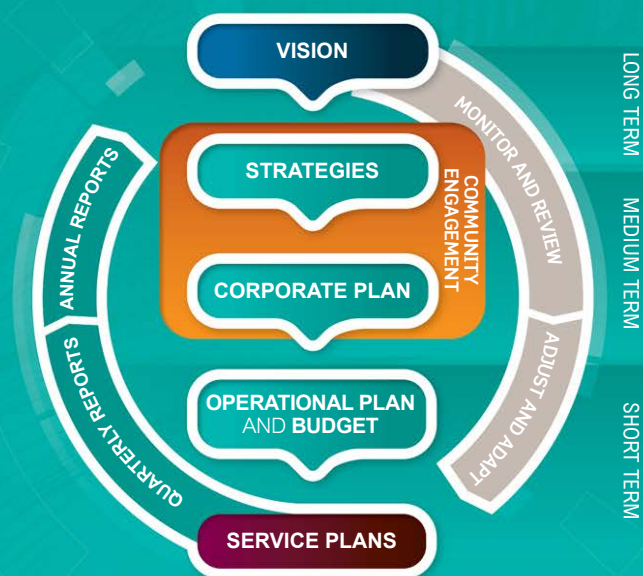 VISION
STRATEGIES
COMMUNITY
ENGAGEMENT
CORPORATE PLAN
OPERATIONAL PLAN
AND BUDGET
SERVICE PLANS
QUARTERLY REPORTS
ANNUAL REPORTS
MONITOR AND REVIEW
ADJUST AND ADAPT
LONG TERM
MEDIUM TERM
SHORT TERM